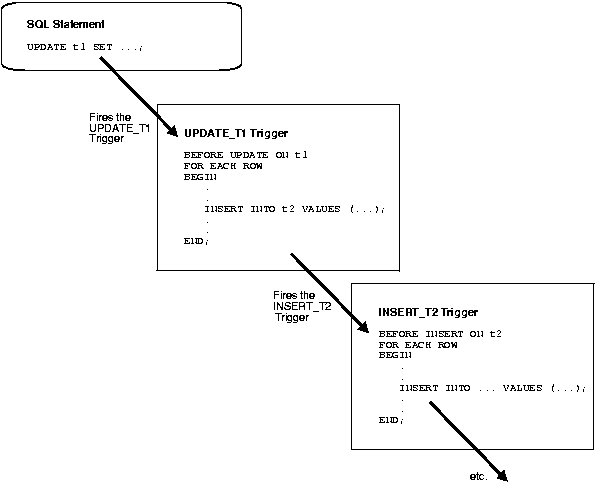 SQL Statement
UPDATE t1 SET ...;
Fires the
UPDATE_T1
Trigger
UPDATE_T1 Trigger
BEFORE UPDATE ON t1
FOR EACH ROW
BEGIN
.
.
INSERT INTO t2 VALUES (...);
.
.
END;
Fires the
INSERT_T2
Trigger
INSERT_T2 Trigger
BEFORE INSERT ON t2
FOR EACH ROW
BEGIN
.
.
INSERT INTO ... VALUES (...);
.
.
END;
etc.